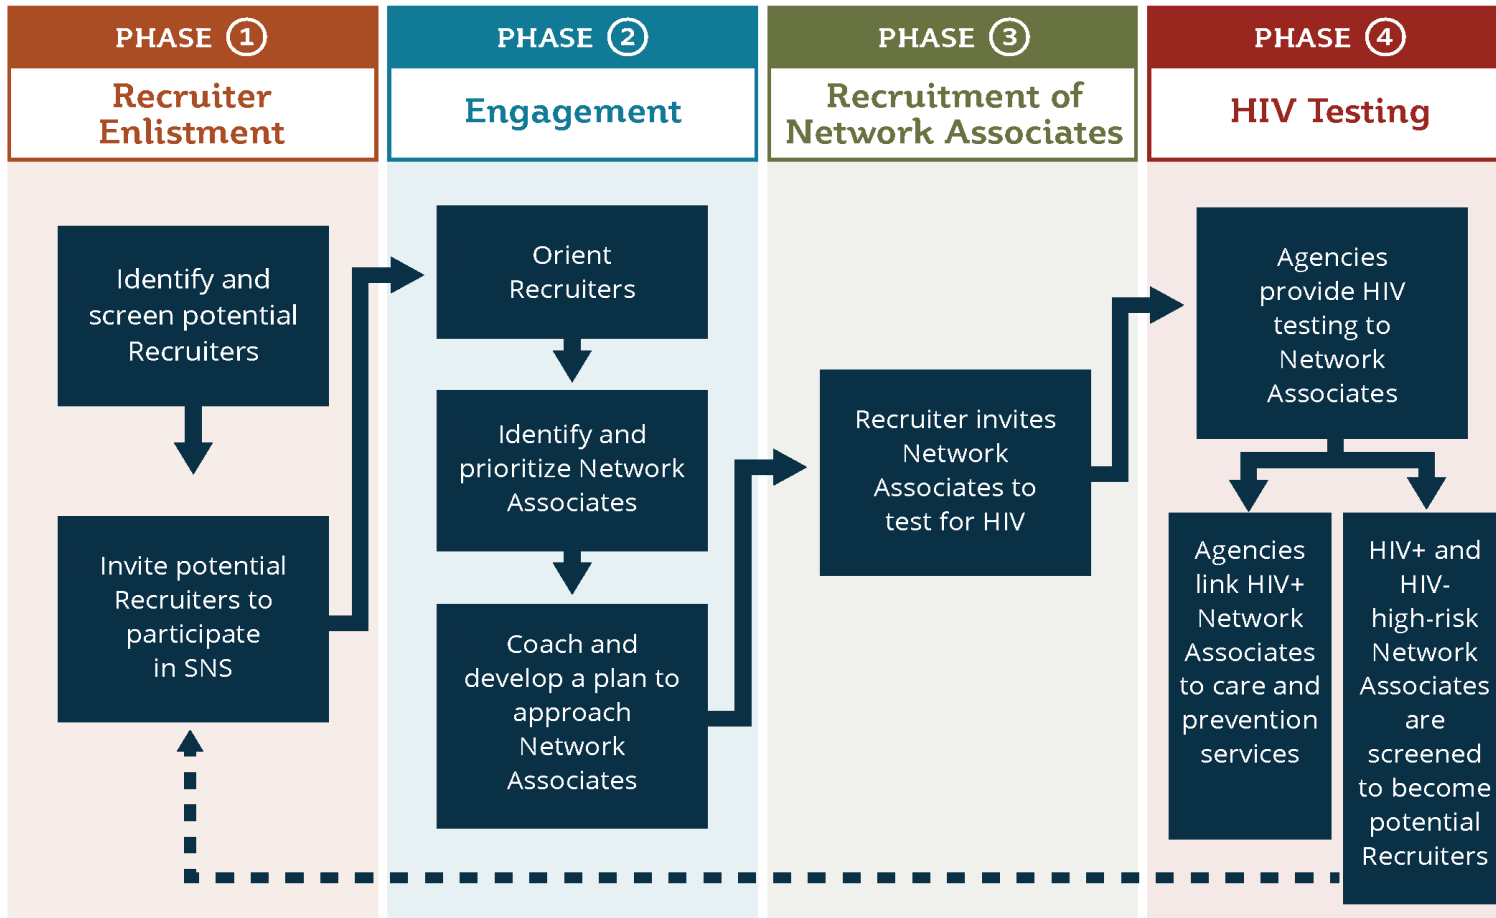 PHASE 1
Recruiter
Enlistment
Identify and
screen potential
Recruiters
Invite potential
Recruiters to
participate
in SNS
PHASE 2
Engagement
Orient
Recruiters
Identify and
prioritize Network
Associates
Coach and
develop a plan to
approach
Network
Associates
PHASE 3
Recruitment of
Network Associates
Recruiter invites
Network
Associates to
test for HIV
PHASE 4
HIV Testing
Agencies
provide HIV
testing to
Network
Associates
Agencies
link HIV+
Network
Associates
to care and
prevention
services
HIV+ and
HIV-
high-risk
Network
Associates
are
screened
to become
potential
Recruiters